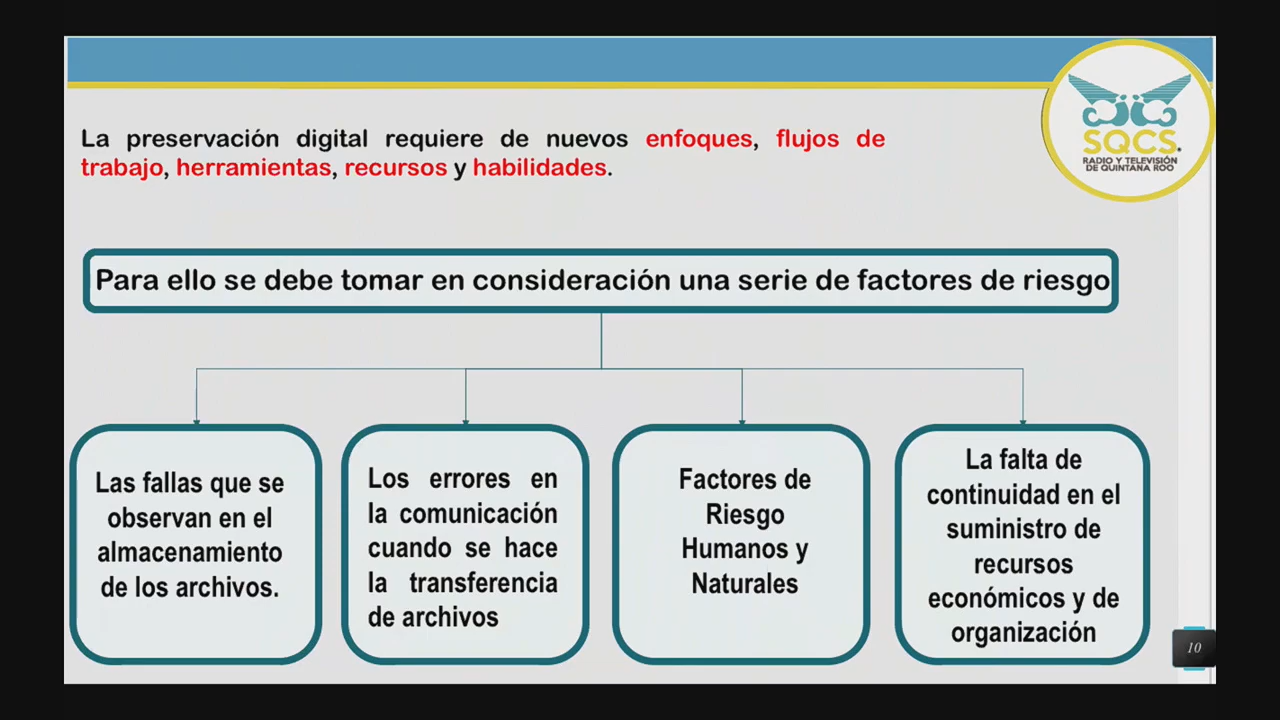 La preservación digital requiere de nuevos enfoques, flujos de
trabajo, herramientas, recursos y habilidades.
SQCS.
RADIO Y TELEVISIÓN
DE QUINTANA ROO
Para ello se debe tomar en consideración una serie de factores de riesgo
Las fallas que se
observan en el
almacenamiento
de los archivos.
Los errores en
la comunicación
cuando se hace
la transferencia
de archivos
Factores de
Riesgo
Humanos y
Naturales
La falta de
continuidad en el
suministro de
recursos
económicos y de
organización
10